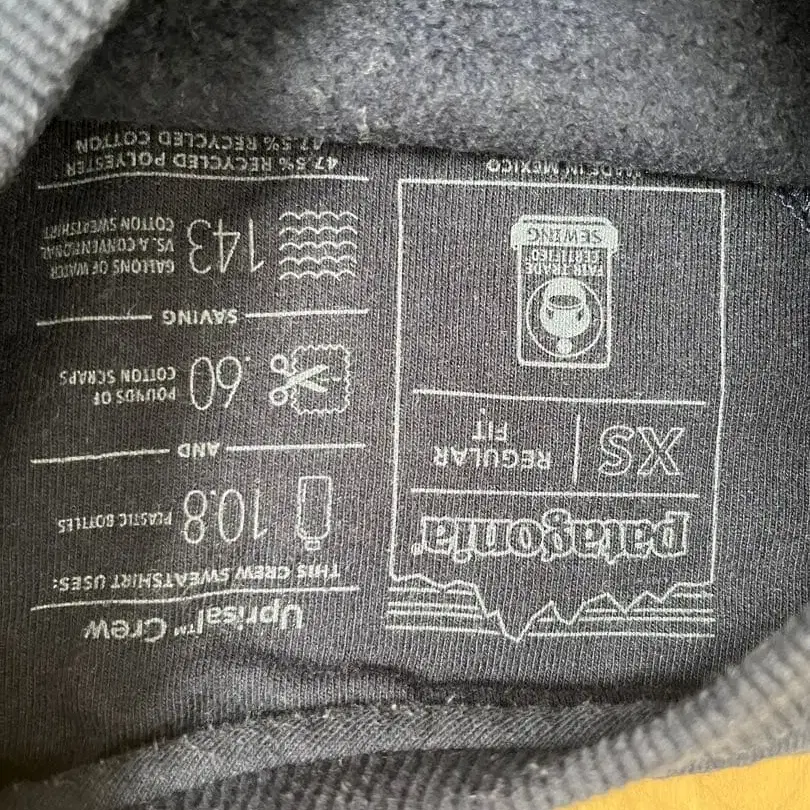 patagonia®
XS
REGULAR
FIT
FAIR TRADE
CERTIFIED
SEWING
MADE IN MEXICO
Uprisal™ Crew
THIS CREW SWEATSHIRT USES:
10.8 PLASTIC BOTTLES
AND
.60 POUNDS OF
COTTON SCRAPS
SAVING
143 GALLONS OF WATER
VS. A CONVENTIONAL
COTTON SWEATSHIRT
47.5% RECYCLED POLYESTER
47.5% RECYCLED COTTON